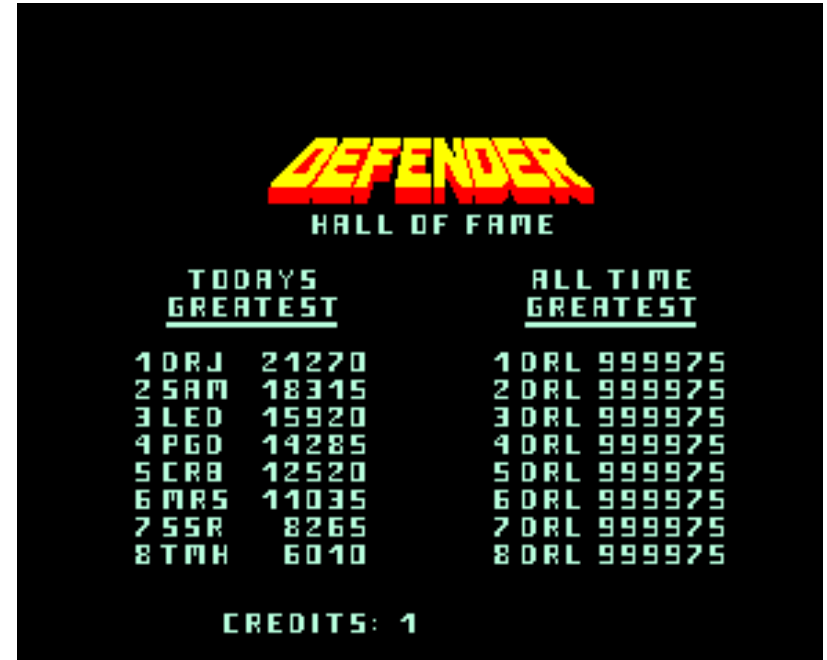 DEFENDER
HALL OF FAME
TODAYS
GREATEST
1 DRJ 21270
2 SAM 18315
3 LED 15920
4 PGD 14285
5 CRB 12520
6 MRS 11035
7 SSR 8265
8 TMH 6010
ALL TIME
GREATEST
1 DRL 999975
2 DRL 999975
3 DRL 999975
4 DRL 999975
5 DRL 999975
6 DRL 999975
7 DRL 999975
8 DRL 999975
CREDITS: 1